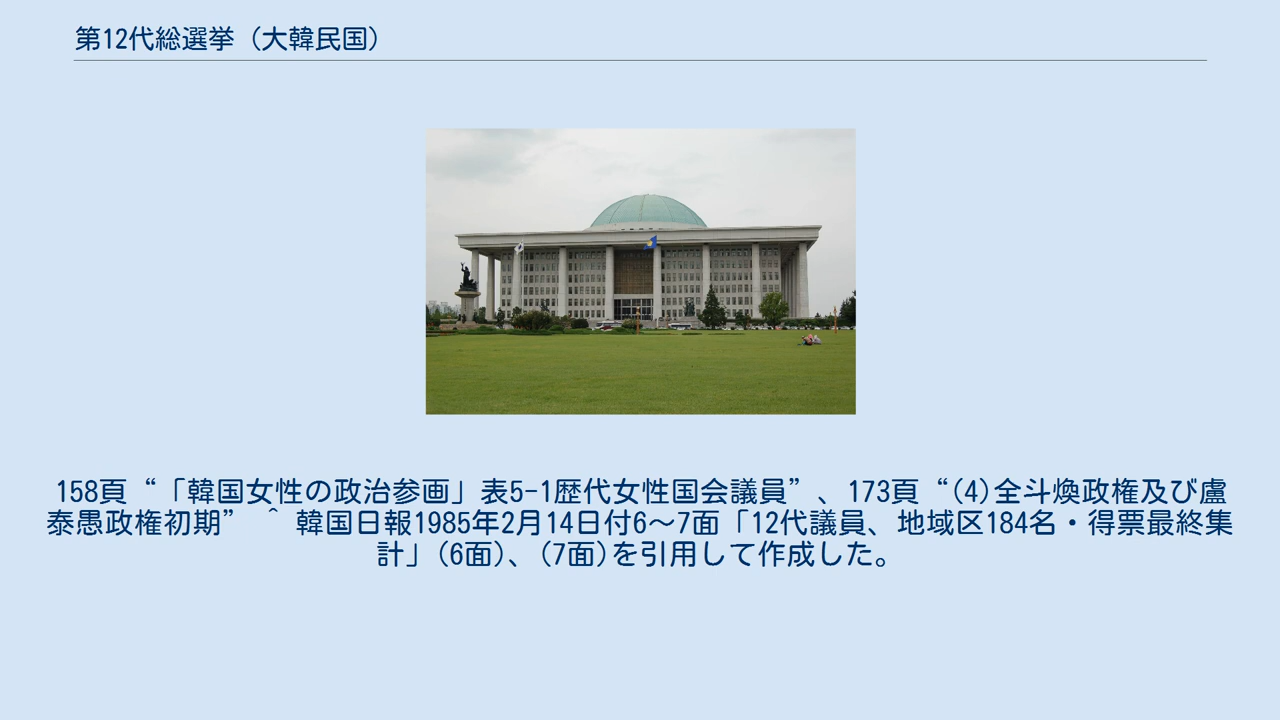 第12代総選挙 (大韓民国)
158頁“「韓国女性の政治参画」表5-1歴代女性国会議員”、173頁“(4)全斗煥政権及び盧
泰愚政権初期” ^ 韓国日報1985年2月14日付6〜7面「12代議員、地域区184名・得票最終集
計」(6面)、(7面)を引用して作成した。